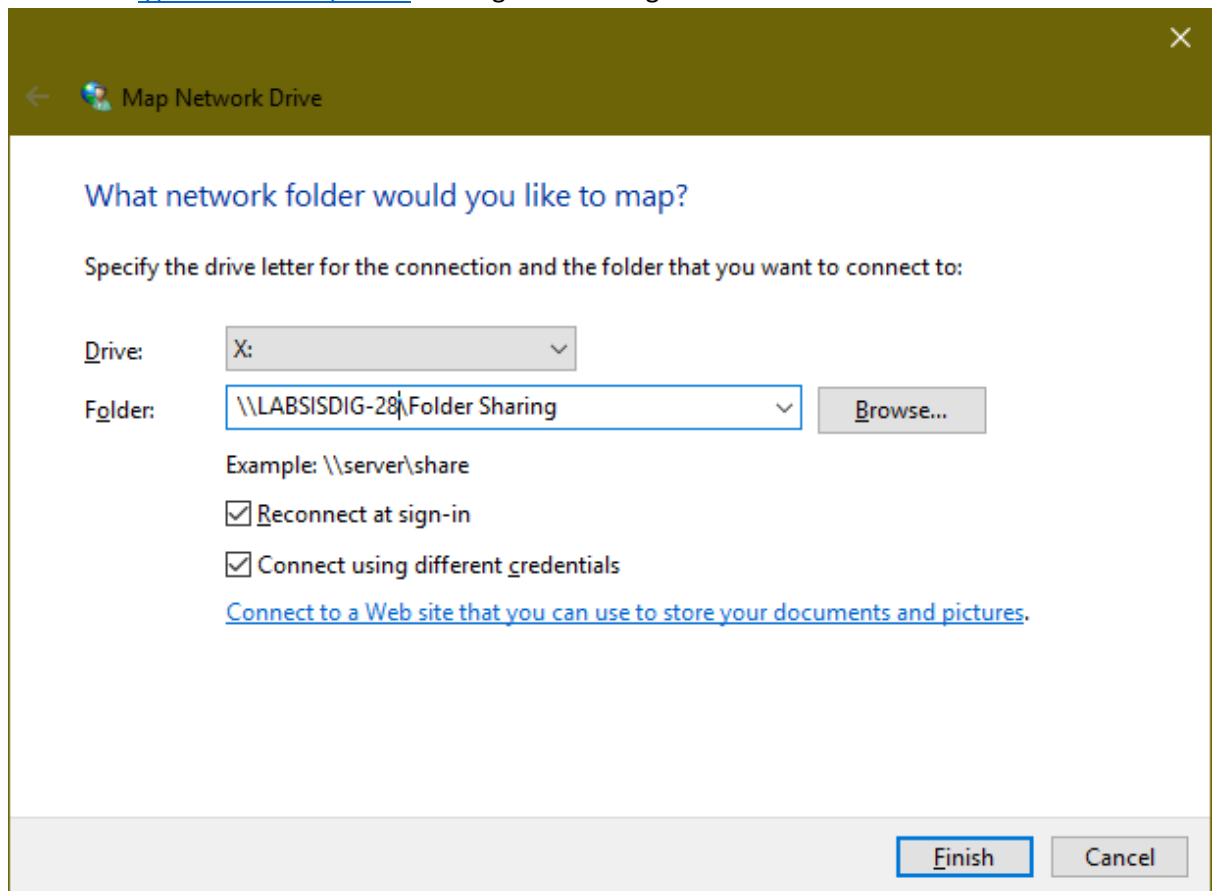 Map Network Drive
What network folder would you like to map?
Specify the drive letter for the connection and the folder that you want to connect to:
Drive: X:
Folder: \\LABSISDIG-28\Folder Sharing Browse...
Example: \\server\share
Reconnect at sign-in
Connect using different credentials
Connect to a Web site that you can use to store your documents and pictures.
Finish Cancel